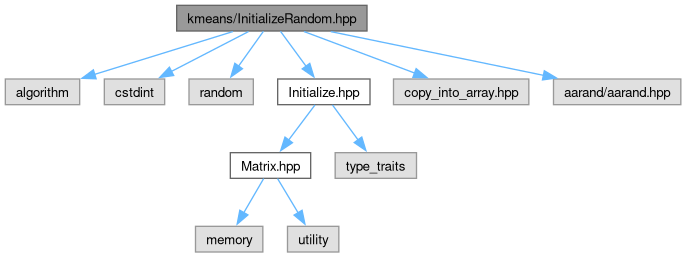 kmeans/InitializeRandom.hpp
algorithm
cstdint
random
Initialize.hpp
copy_into_array.hpp
aarand/aarand.hpp
Matrix.hpp
type_traits
memory
utility